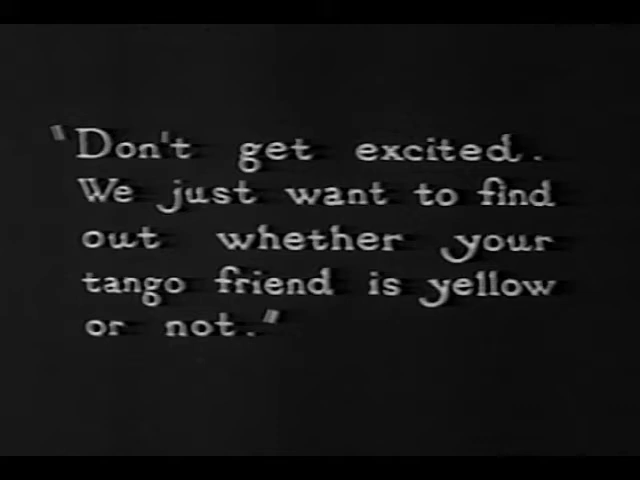 "Don't get excited.
We just want to find
out whether your
tango friend is yellow
or not."